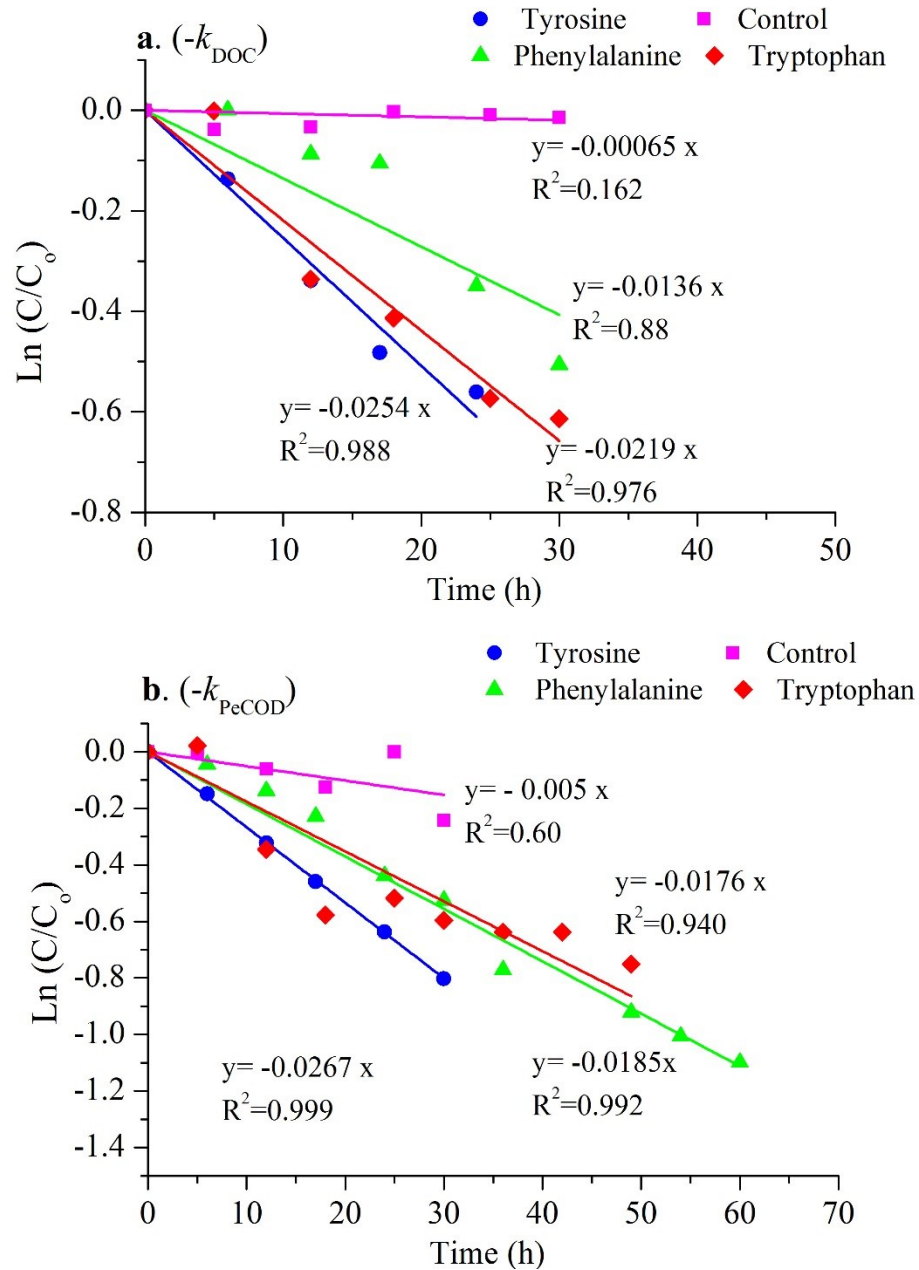 Tyrosine Control
a. (-k_DOC) Phenylalanine Tryptophan
0.0
-0.2
-0.4
-0.6
-0.8
Ln (C/C_o)
y= -0.00065 x
R²=0.162
y= -0.0136 x
R²=0.88
y= -0.0254 x
R²=0.988
y= -0.0219 x
R²=0.976
0 10 20 30 40 50
Time (h)
Tyrosine Control
b. (-k_PeCOD) Phenylalanine Tryptophan
0.0
-0.2
-0.4
-0.6
-0.8
-1.0
-1.2
-1.4
Ln (C/C_o)
y= - 0.005 x
R²=0.60
y= -0.0176 x
R²=0.940
y= -0.0267 x
R²=0.999
y= -0.0185x
R²=0.992
0 10 20 30 40 50 60 70
Time (h)